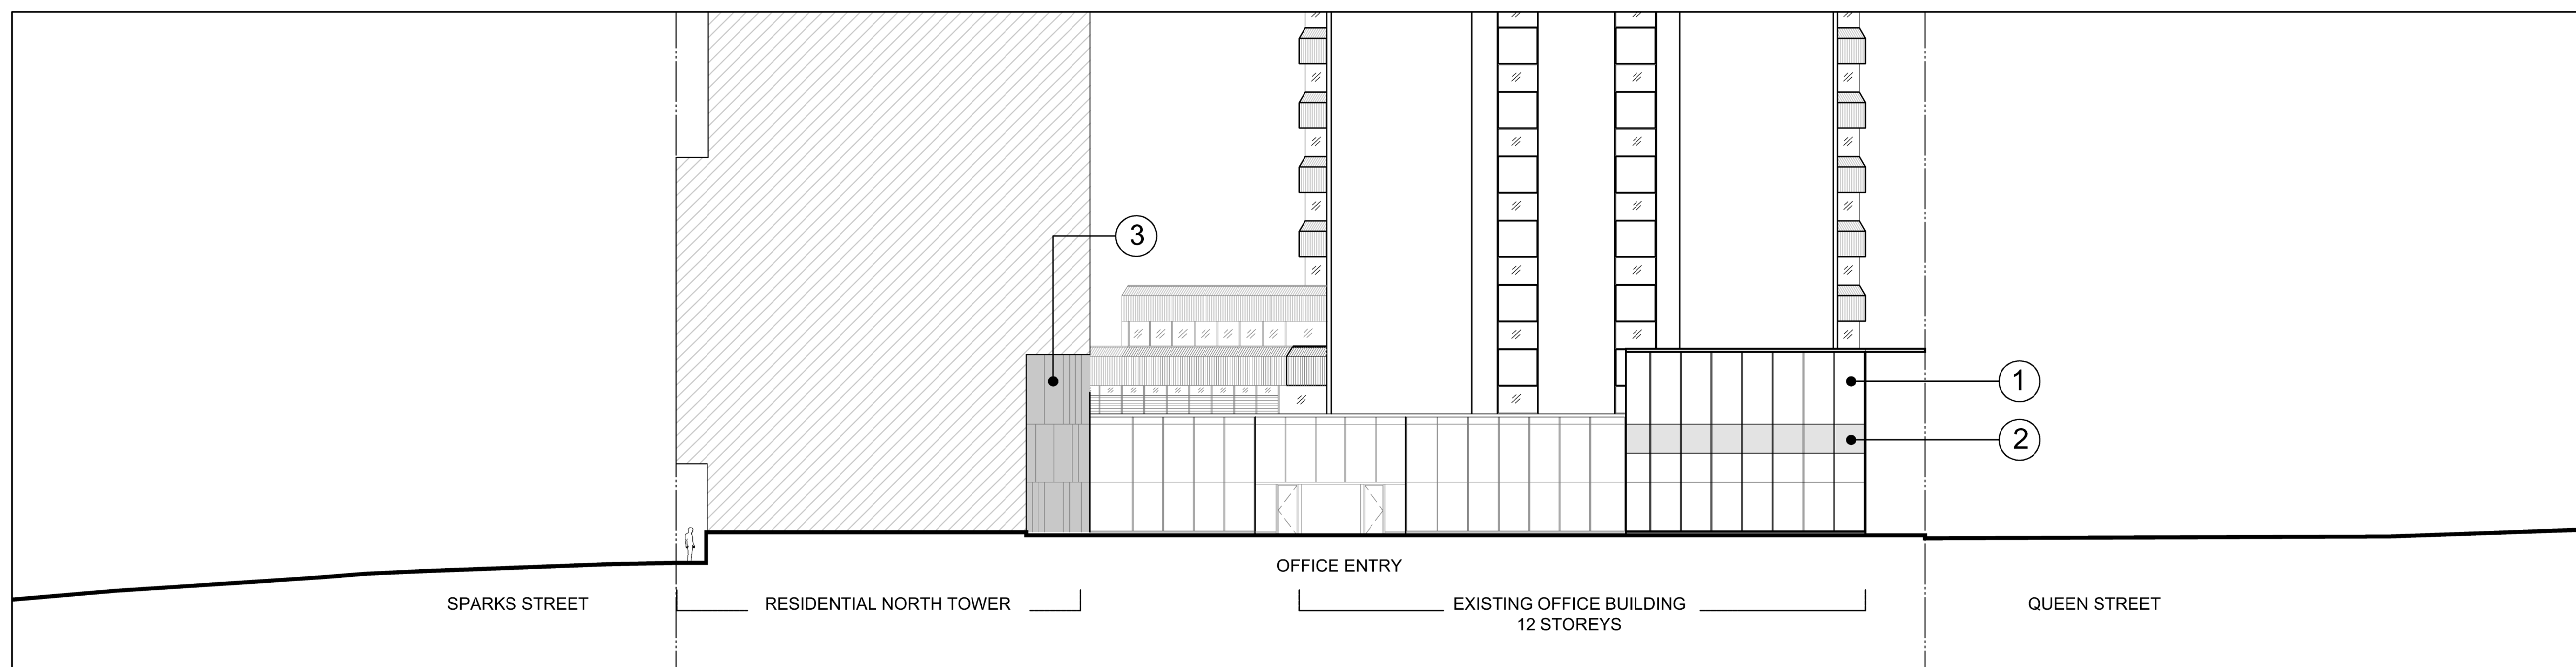 3
1
2
OFFICE ENTRY
SPARKS STREET
RESIDENTIAL NORTH TOWER
EXISTING OFFICE BUILDING
12 STOREYS
QUEEN STREET